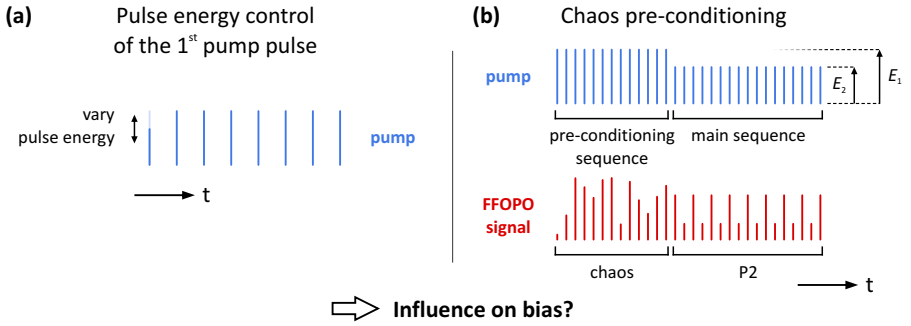 (a)
Pulse energy control
of the 1st pump pulse
vary
pulse energy
pump
t
(b)
Chaos pre-conditioning
pump
E2
E1
pre-conditioning
sequence
main sequence
FFOPO
signal
chaos
P2
t
Influence on bias?